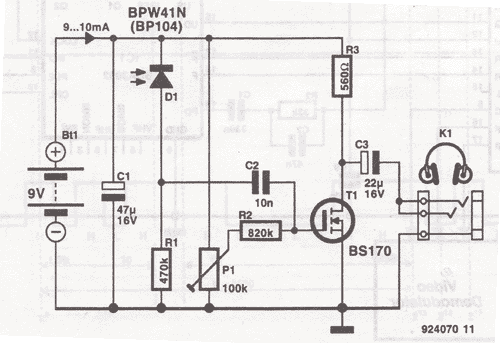 BPW41N
(BP104)
9...10mA
R3
560Ω
D1
K1
Bt1
C3
C2
C1
9V
22µ
16V
10n
T1
47µ
16V
R2
820k
BS170
R1
470k
P1
100k
924070 11